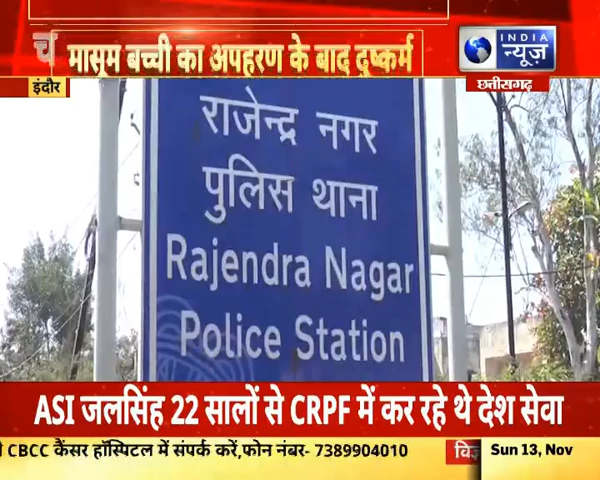 मासूम बच्ची का अपहरण के बाद दुष्कर्म
INDIA
न्यूज़
छत्तीसगढ़
इंदौर
राजेन्द्र नगर
पुलिस थाना
Rajendra Nagar
Police Station
ASI जलसिंह 22 सालों से CRPF में कर रहे थे देश सेवा
CBCC कैंसर हॉस्पिटल में संपर्क करें,फोन नंबर- 7389904010
Sun 13, Nov